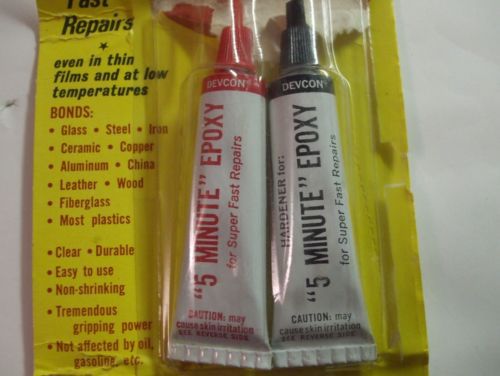 Fast
Repairs
even in thin
films and at low
temperatures
BONDS:
• Glass • Steel • Iron
• Ceramic • Copper
• Aluminum • China
• Leather • Wood
• Fiberglass
• Most plastics
• Clear • Durable
• Easy to use
• Non-shrinking
• Tremendous
gripping power
• Not affected by oil,
gasoline, etc.
DEVCON
"5 MINUTE" EPOXY
for Super Fast Repairs
CAUTION: may
cause skin irritation
SEE REVERSE SIDE
DEVCON
HARDENER for:
"5 MINUTE" EPOXY
for Super Fast Repairs
CAUTION: may
cause skin irritation
SEE REVERSE SIDE